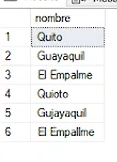 nombre
1 Quito
2 Guayaquil
3 El Empalme
4 Quioto
5 Gujayaquil
6 El Empallme